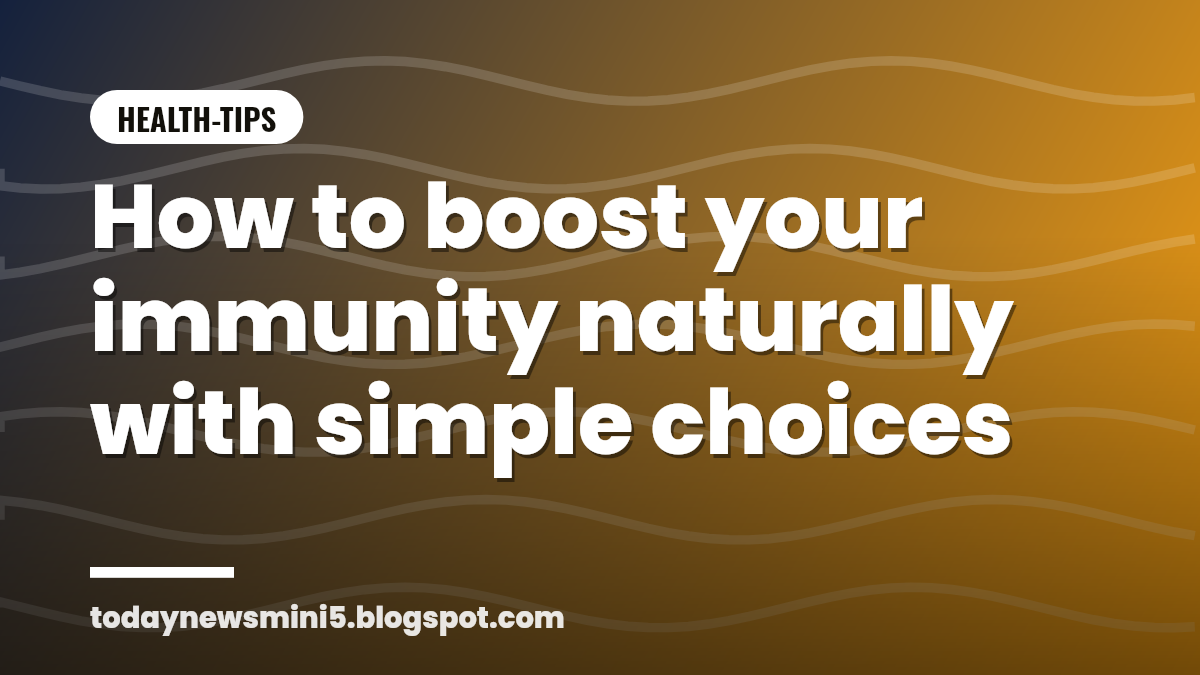 HEALTH-TIPS
How to boost your
immunity naturally
with simple choices
todaynewsmini5.blogspot.com